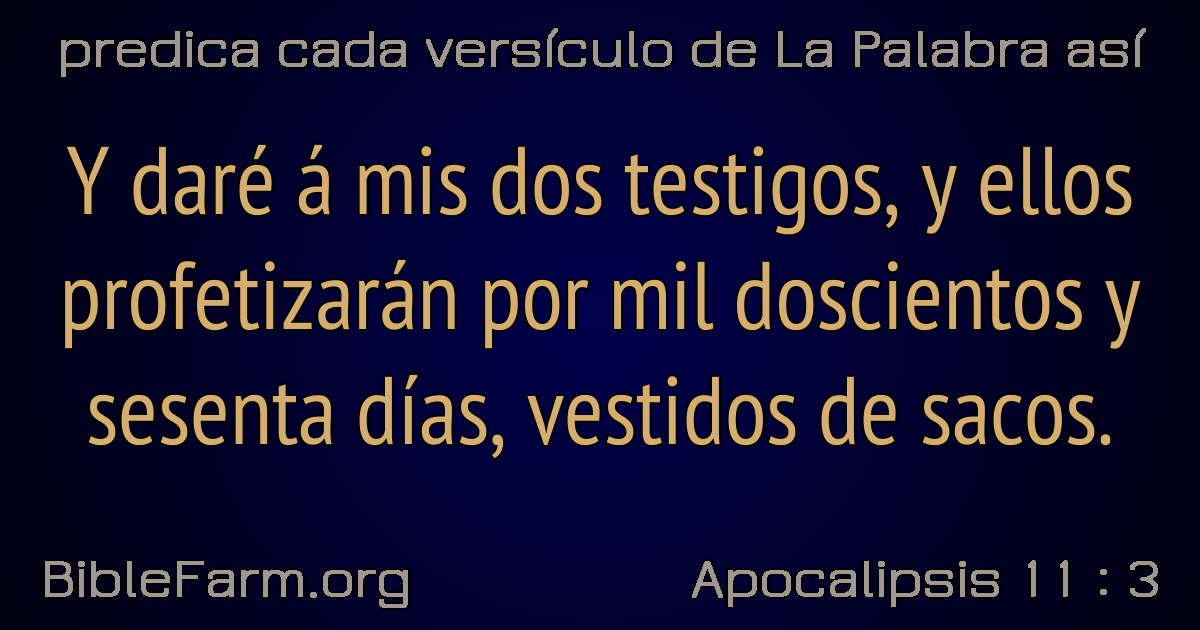 predica cada versículo de La Palabra así
Y daré á mis dos testigos, y ellos
profetizarán por mil doscientos y
sesenta días, vestidos de sacos.
BibleFarm.org
Apocalipsis 11 : 3